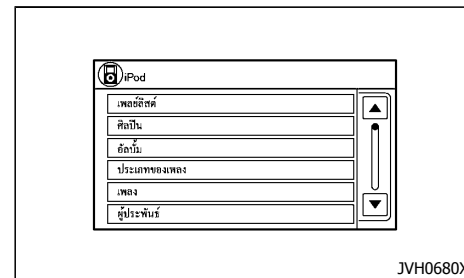 iPod
เพลย์ลิสต์
ศิลปิน
อัลบั้ม
ประเภทของเพลง
เพลง
ผู้ประพันธ์
JVH0680X